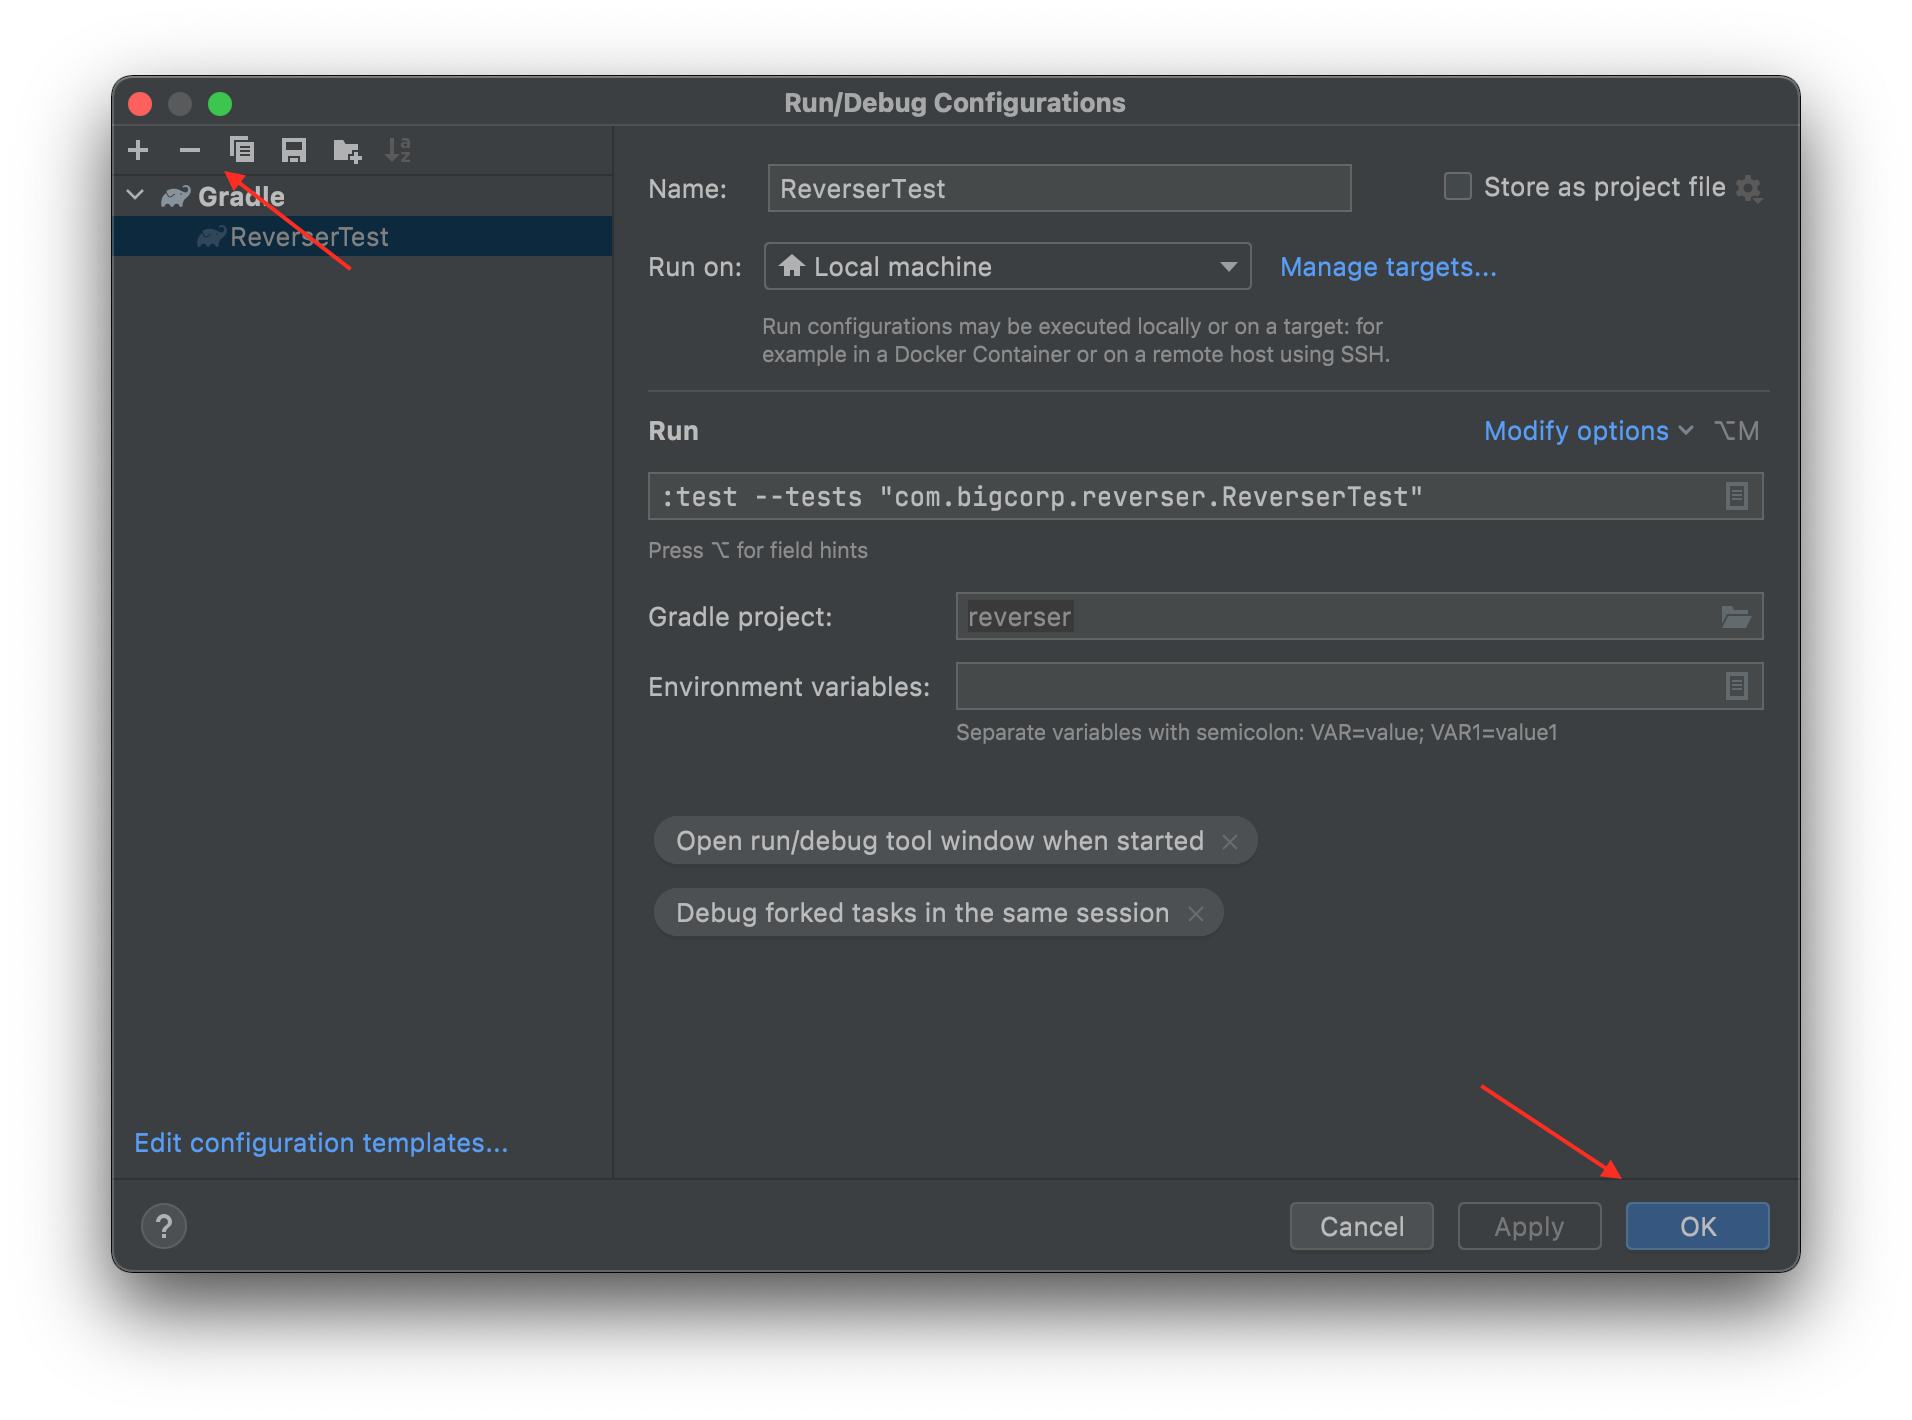 Run/Debug Configurations
Gradle
ReverserTest
Edit configuration templates...
Name: ReverserTest
Store as project file
Run on: Local machine
Manage targets...
Run configurations may be executed locally or on a target: for
example in a Docker Container or on a remote host using SSH.
Run
Modify options ⌥M
:test --tests "com.bigcorp.reverser.ReverserTest"
Press ⌥ for field hints
Gradle project: reverser
Environment variables:
Separate variables with semicolon: VAR=value; VAR1=value1
Open run/debug tool window when started
Debug forked tasks in the same session
?
Cancel
Apply
OK